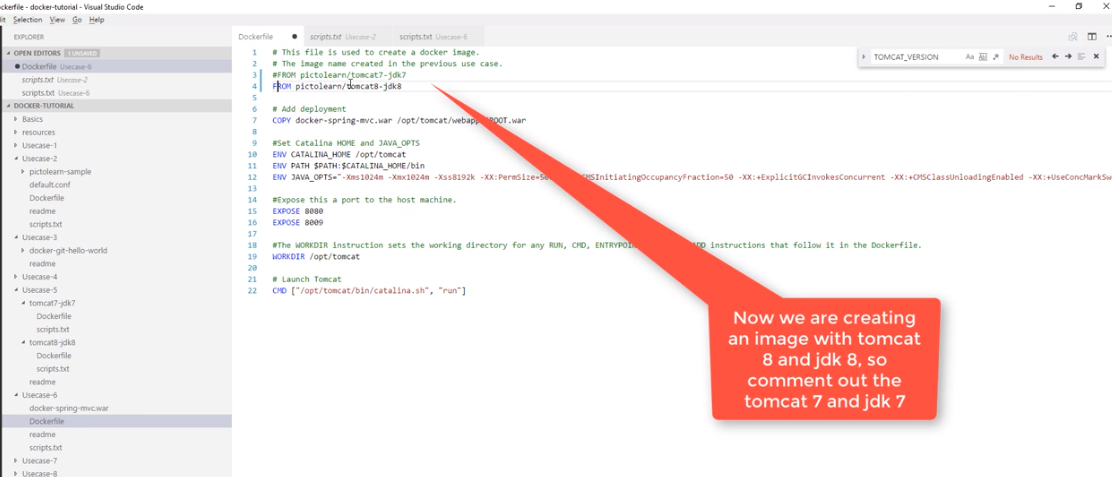 ockerfile - docker-tutorial - Visual Studio Code
dit Selection View Go Help
EXPLORER
OPEN EDITORS 1 UNSAVED
Dockerfile Usecase-6
scripts.txt Usecase-2
scripts.txt Usecase-6
DOCKER-TUTORIAL
Basics
resources
Usecase-1
Usecase-2
pictolearn-sample
default.conf
Dockerfile
readme
scripts.txt
Usecase-3
docker-git-hello-world
readme
Usecase-4
Usecase-5
tomcat7-jdk7
Dockerfile
scripts.txt
tomcat8-jdk8
Dockerfile
scripts.txt
readme
Usecase-6
docker-spring-mvc.war
Dockerfile
readme
scripts.txt
Usecase-7
Usecase-8
Dockerfile
scripts.txt Usecase-2
scripts.txt Usecase-6
TOMCAT_VERSION Aa Abl .* No Results
1 # This file is used to create a docker image.
2 # The image name created in the previous use case.
3 #FROM pictolearn/tomcat7-jdk7
4 FROM pictolearn/tomcat8-jdk8
5
6 # Add deployment
7 COPY docker-spring-mvc.war /opt/tomcat/webapp ROOT.war
8
9 #Set Catalina HOME and JAVA_OPTS
10 ENV CATALINA_HOME /opt/tomcat
11 ENV PATH $PATH:$CATALINA_HOME/bin
12 ENV JAVA_OPTS="-Xms1024m -Xmx1024m -Xss8192k -XX:PermSize=5 CMSInitiatingOccupancyFraction=50 -XX:+ExplicitGCInvokesConcurrent -XX:+CMSClassUnloadingEnabled -XX:+UseConcMarkSw
13
14 #Expose this a port to the host machine.
15 EXPOSE 8080
16 EXPOSE 8009
17
18 #The WORKDIR instruction sets the working directory for any RUN, CMD, ENTRYPOI ADD instructions that follow it in the Dockerfile.
19 WORKDIR /opt/tomcat
20
21 # Launch Tomcat
22 CMD ["/opt/tomcat/bin/catalina.sh", "run"]
Now we are creating
an image with tomcat
8 and jdk 8, so
comment out the
tomcat 7 and jdk 7